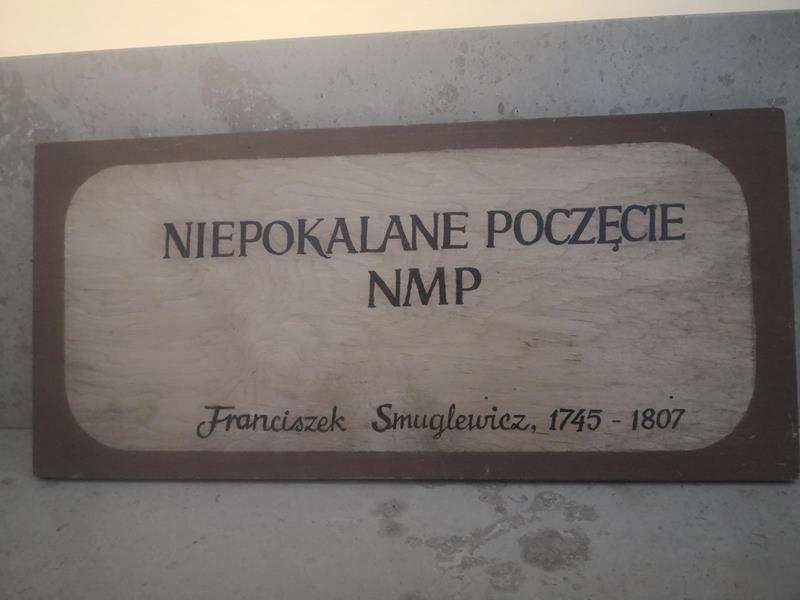 NIEPOKALANE POCZĘCIE
NMP
Franciszek Smuglewicz, 1745 - 1807